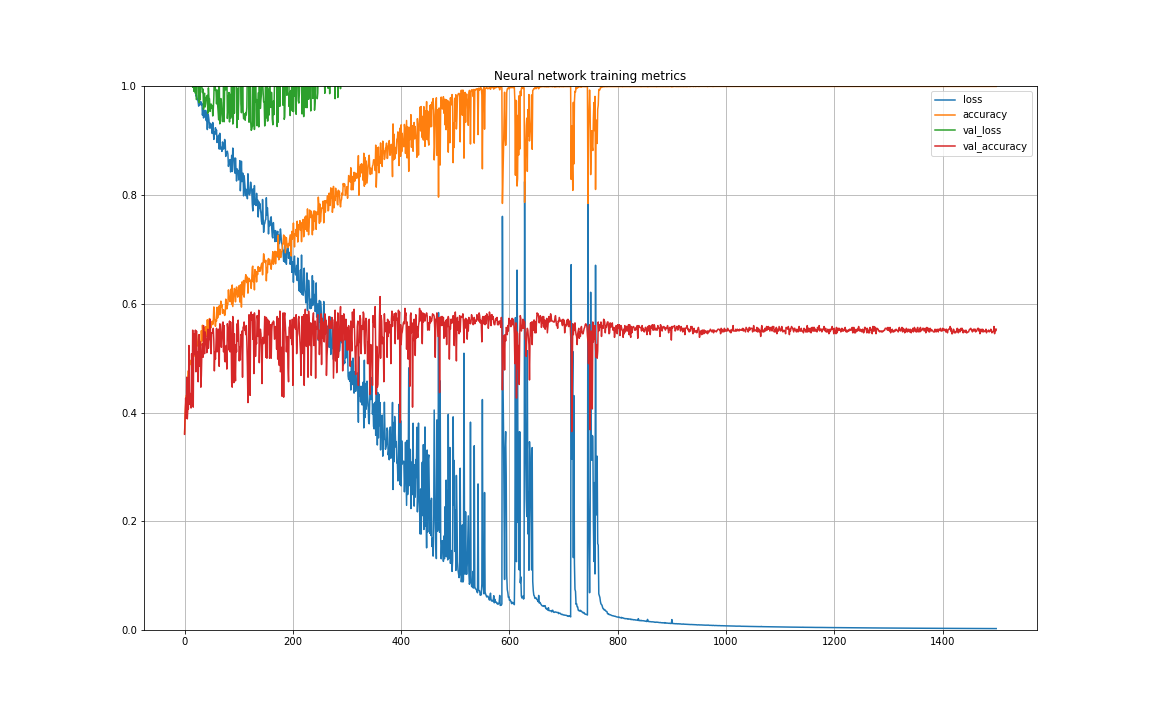 Neural network training metrics
1.0
loss
accuracy
val_loss
val_accuracy
0.8
0.6
0.4
0.2
0.0
0 200 400 600 800 1000 1200 1400